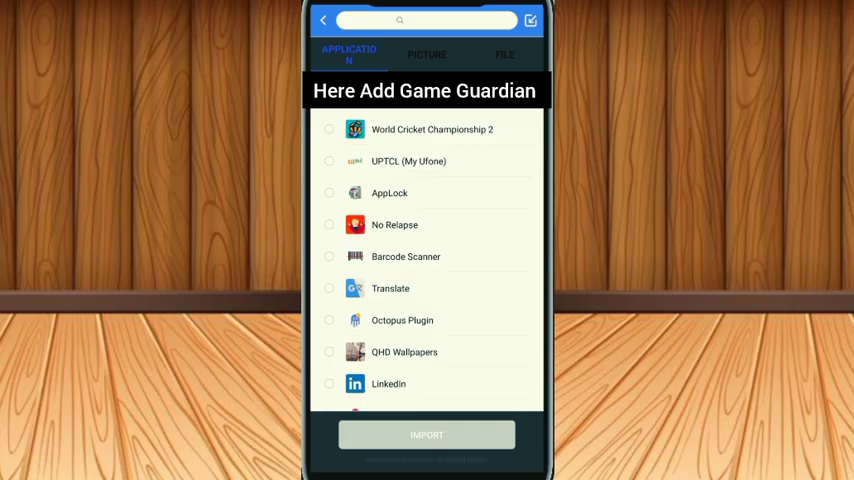 APPLICATIO
N
PICTURE
FILE
Here Add Game Guardian
World Cricket Championship 2
UPTCL (My Ufone)
AppLock
No Relapse
Barcode Scanner
Translate
Octopus Plugin
QHD Wallpapers
LinkedIn
IMPORT